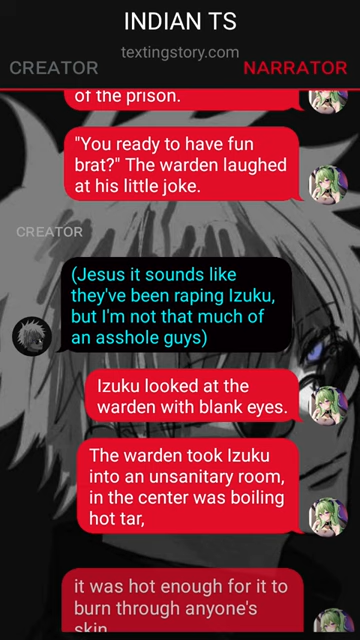 INDIAN TS
textingstory.com
CREATOR
NARRATOR
of the prison.
"You ready to have fun
brat?" The warden laughed
at his little joke.
CREATOR
(Jesus it sounds like
they've been raping Izuku,
but I'm not that much of
an asshole guys)
Izuku looked at the
warden with blank eyes.
The warden took Izuku
into an unsanitary room,
in the center was boiling
hot tar,
it was hot enough for it to
burn through anyone's
skin